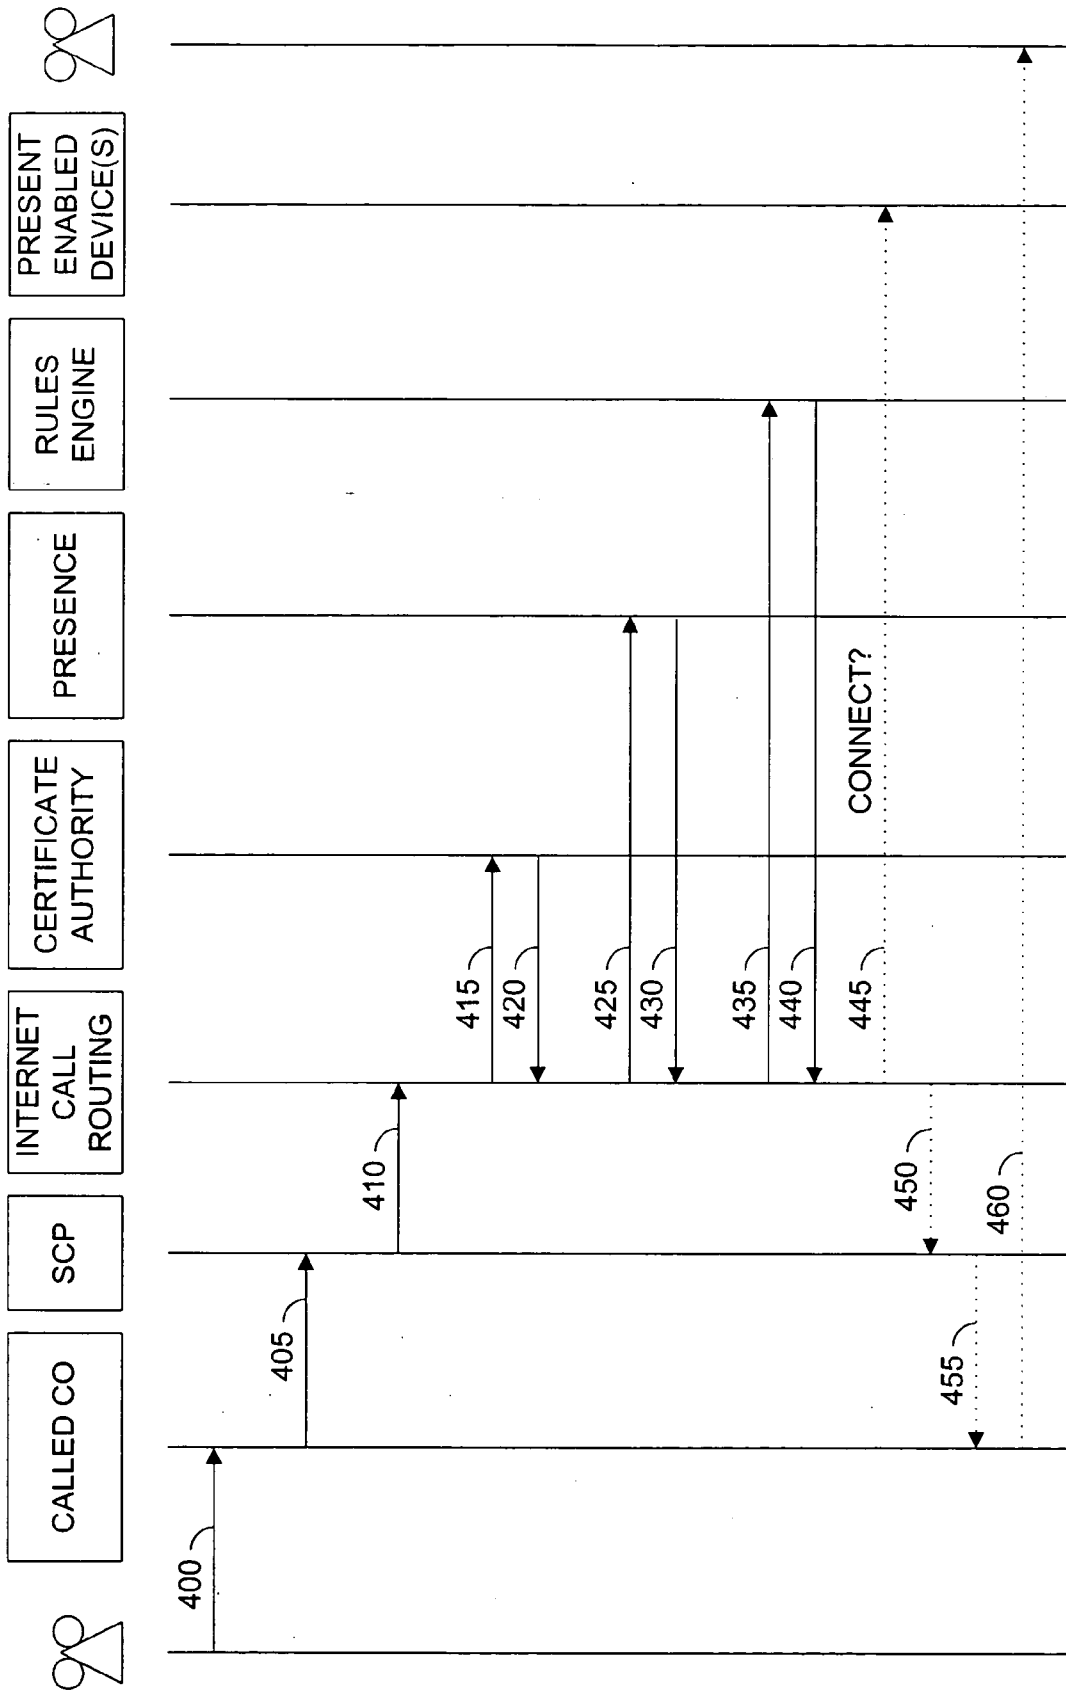 CALLED CO
SCP
INTERNET
CALL
ROUTING
CERTIFICATE
AUTHORITY
PRESENCE
RULES
ENGINE
PRESENT
ENABLED
DEVICE(S)
400
405
410
415
420
425
430
435
440
CONNECT?
445
450
455
460